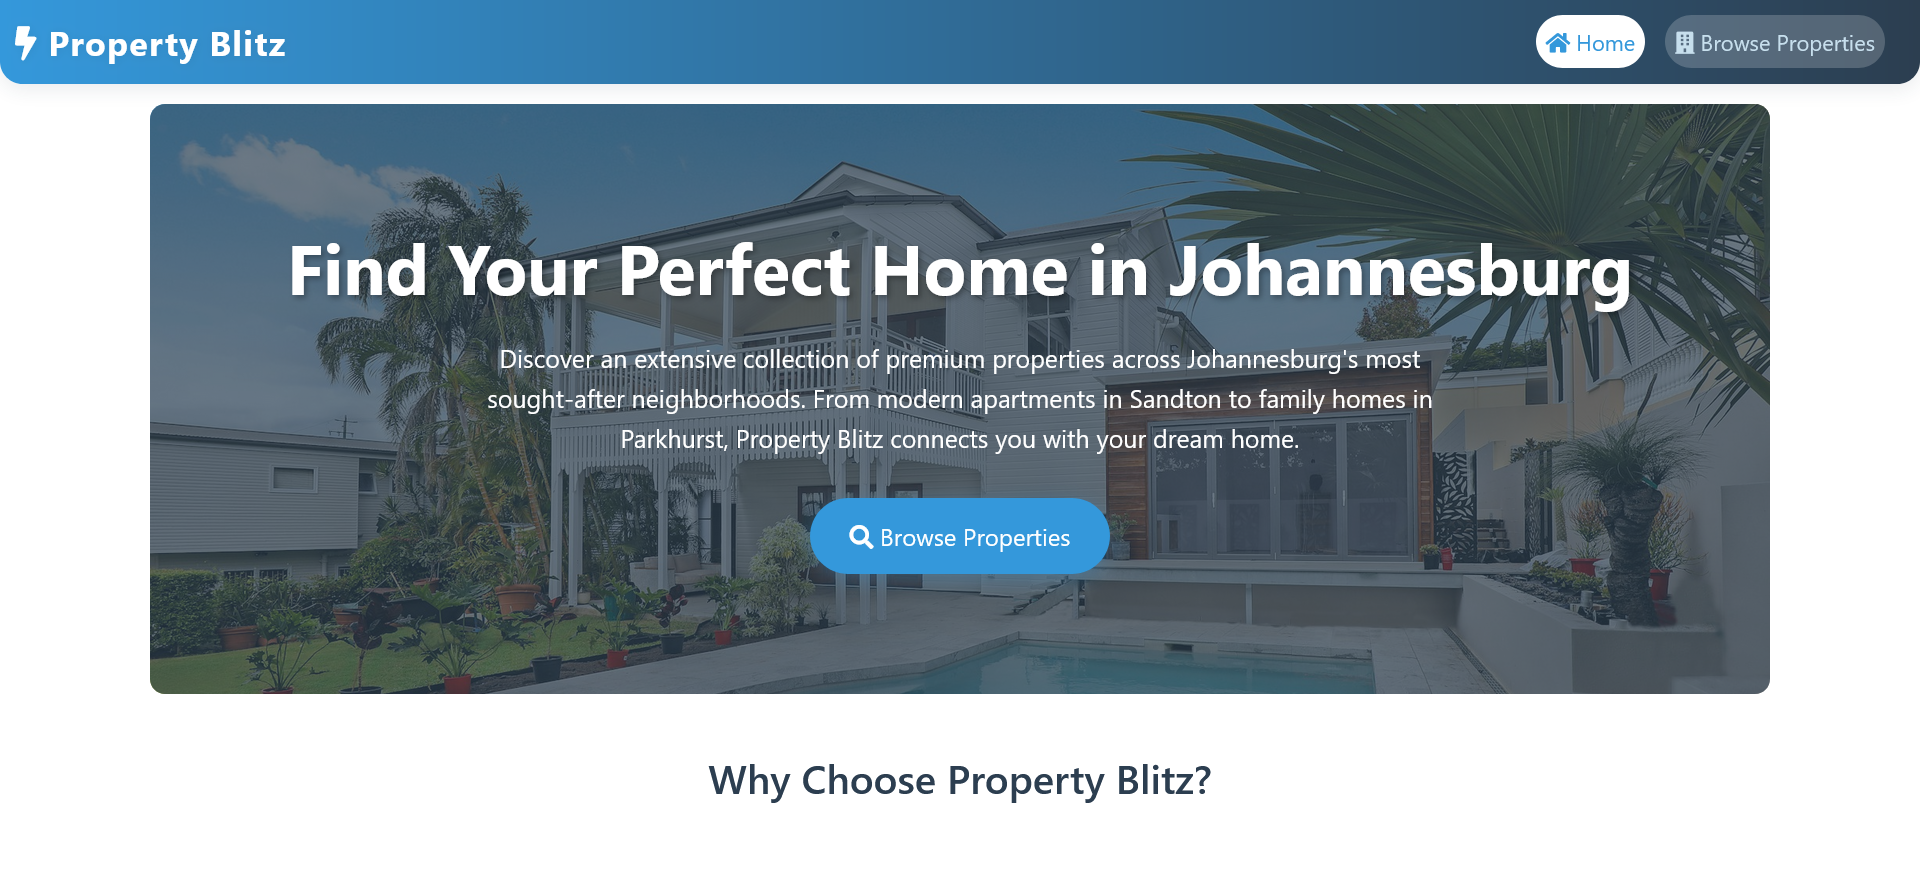 Property Blitz
Home
Browse Properties
Find Your Perfect Home in Johannesburg
Discover an extensive collection of premium properties across Johannesburg's most
sought-after neighborhoods. From modern apartments in Sandton to family homes in
Parkhurst, Property Blitz connects you with your dream home.
Browse Properties
Why Choose Property Blitz?